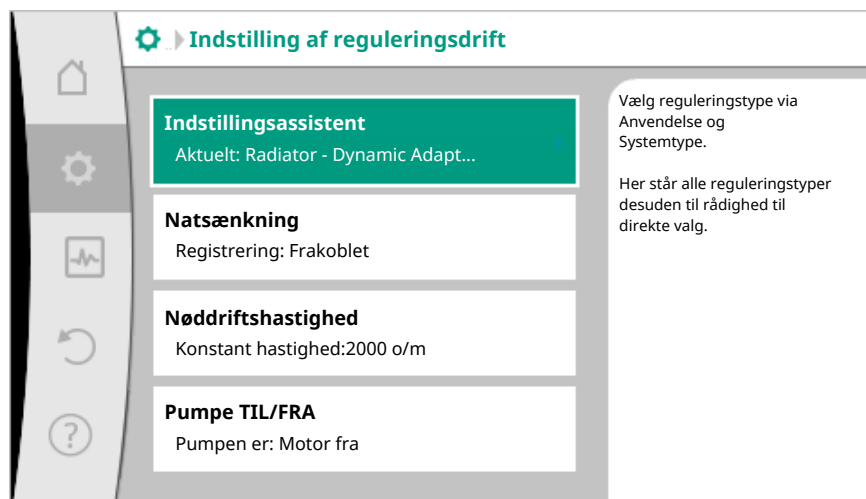 Indstilling af reguleringsdrift
Indstillingsassistent
Aktuelt: Radiator - Dynamic Adapt...
Natsænkning
Registrering: Frakoblet
Nøddriftshastighed
Konstant hastighed:2000 o/m
Pumpe TIL/FRA
Pumpen er: Motor fra
Vælg reguleringstype via
Anvendelse og
Systemtype.
Her står alle reguleringstyper
desuden til rådighed til
direkte valg.